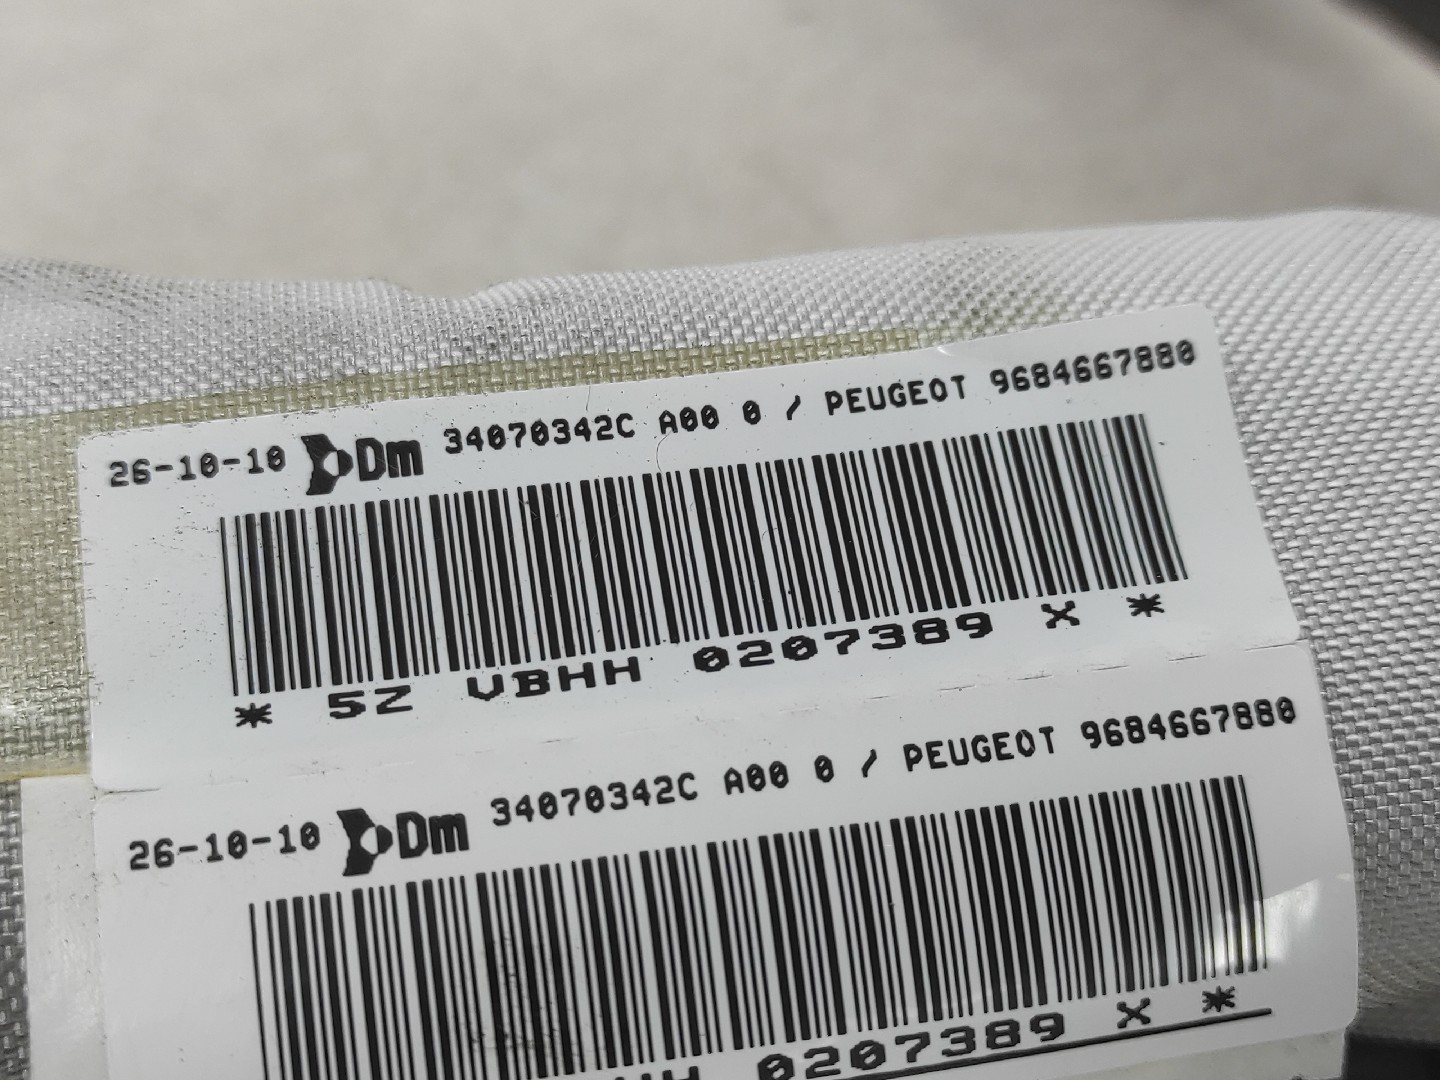 26-10-10 Dm 34070342C A00 0 / PEUGEOT 9684667880
* 5Z VBHH 0207389 X *
26-10-10 Dm 34070342C A00 0 / PEUGEOT 9684667880
0207389 X *